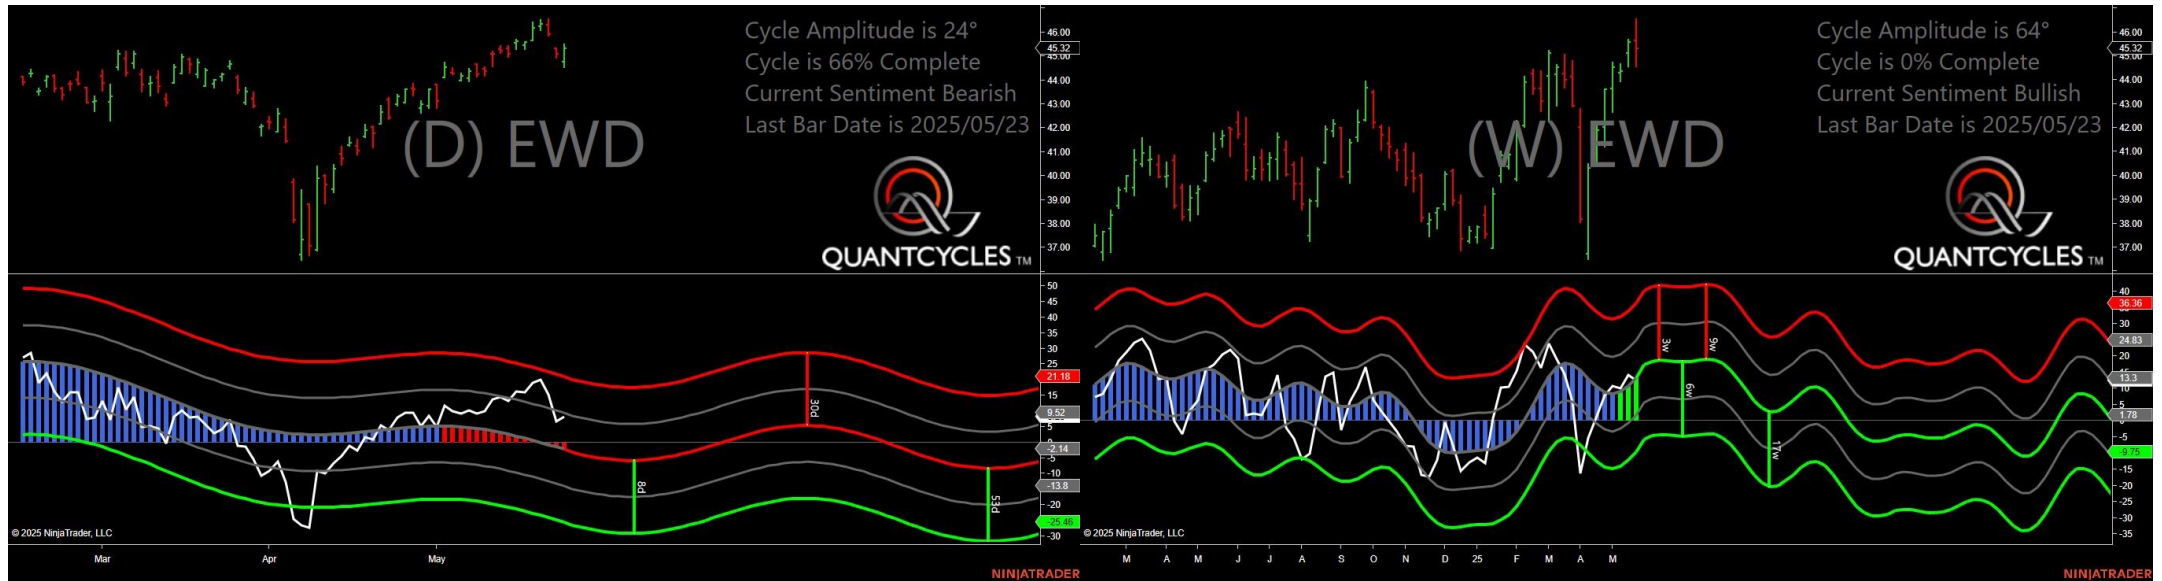 Cycle Amplitude is 24°
Cycle is 66% Complete
Current Sentiment Bearish
Last Bar Date is 2025/05/23
(D) EWD
QUANTCYCLES TM
46.00
45.32
45.00
44.00
43.00
42.00
41.00
40.00
39.00
38.00
37.00
50
45
40
35
30
25
21.18
15
9.52
5
0
-2.14
-5
-10
-13.8
-20
-25.46
-30
8d
30d
53d
© 2025 NinjaTrader, LLC
Mar
Apr
May
NINJATRADER
Cycle Amplitude is 64°
Cycle is 0% Complete
Current Sentiment Bullish
Last Bar Date is 2025/05/23
(W) EWD
QUANTCYCLES TM
46.00
45.32
45.00
44.00
43.00
42.00
41.00
40.00
39.00
38.00
37.00
40
36.36
30
24.83
20
13.3
10
5
1.78
-5
-9.75
-15
-20
-25
-30
-35
3w
9w
6w
17w
© 2025 NinjaTrader, LLC
M A M J J A S O N D 25 F M A M
NINJATRADER